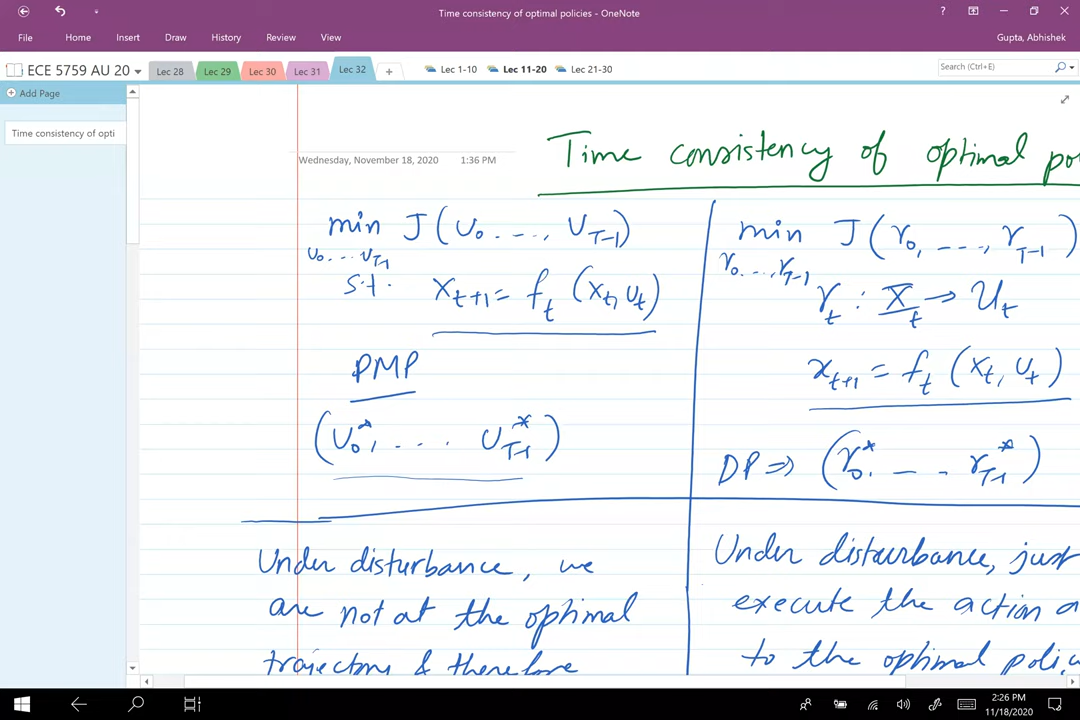 Time consistency of optimal policies - OneNote
?
File Home Insert Draw History Review View
Gupta, Abhishek
ECE 5759 AU 20
Lec 28 Lec 29 Lec 30 Lec 31 Lec 32 +
Lec 1-10 Lec 11-20 Lec 21-30
Search (Ctrl+E)
Add Page
Time consistency of opti
Wednesday, November 18, 2020 1:36 PM
Time consistency of optimal po
min J(U₀, ..., U_{T-1})
U₀...U_{T-1}
s.t.
X_{t+1} = f_t (X_t, U_t)
PMP
(U₀*, .... U_{T-1}*)
Under disturbance, we
are not at the optimal
trajectory & therefore
min J(γ₀, ..., γ_{T-1})
γ₀...,γ_{T-1}
γ_t : X_t → U_t
x_{t+1} = f_t (X_t, U_t)
DP ⇒ (γ₀*, ... γ_{T-1}*)
Under disturbance, just
execute the action a
to the optimal polic
2:26 PM
11/18/2020